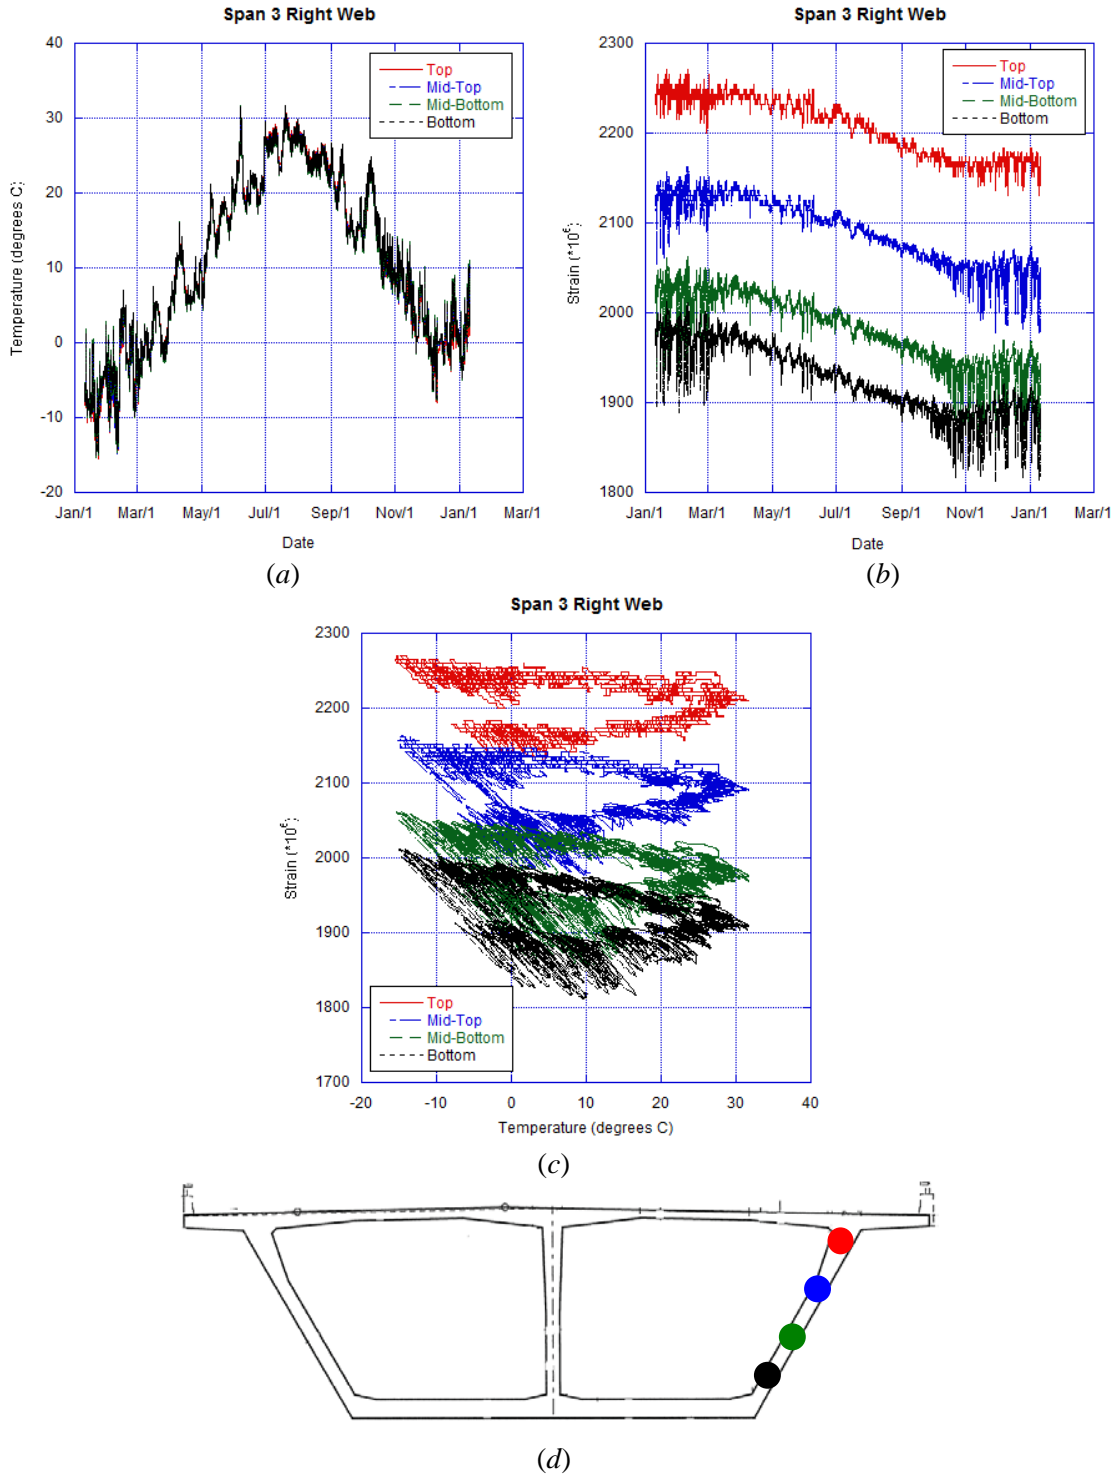 Span 3 Right Web
40
30
20
10
0
-10
-20
Temperature (degrees C)
Top
Mid-Top
Mid-Bottom
Bottom
Jan/1 Mar/1 May/1 Jul/1 Sep/1 Nov/1 Jan/1 Mar/1
Date
(a)
Span 3 Right Web
2300
2200
2100
2000
1900
1800
Strain (*10⁶)
Top
Mid-Top
Mid-Bottom
Bottom
Jan/1 Mar/1 May/1 Jul/1 Sep/1 Nov/1 Jan/1 Mar/1
Date
(b)
Span 3 Right Web
2300
2200
2100
2000
1900
1800
1700
Strain (*10⁶)
Top
Mid-Top
Mid-Bottom
Bottom
-20 -10 0 10 20 30 40
Temperature (degrees C)
(c)
(d)